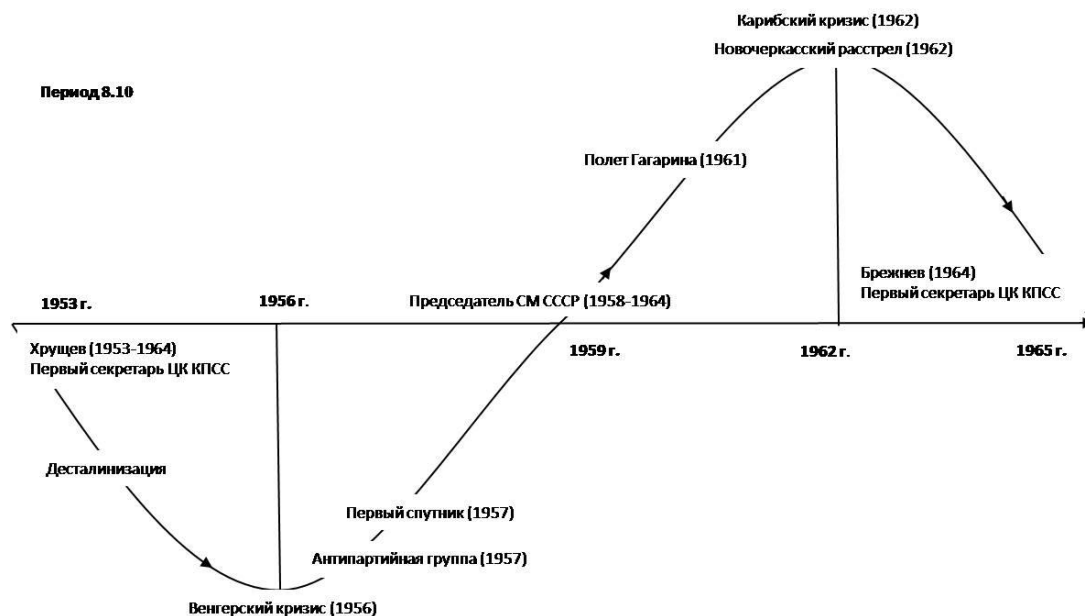 Карибский кризис (1962)
Новочеркасский расстрел (1962)
Период 8.10
Полет Гагарина (1961)
Брежнев (1964)
Первый секретарь ЦК КПСС
1953 г.
1956 г.
Председатель СМ СССР (1958-1964)
Хрущев (1953-1964)
Первый секретарь ЦК КПСС
1959 г.
1962 г.
1965 г.
Десталинизация
Первый спутник (1957)
Антипартийная группа (1957)
Венгерский кризис (1956)